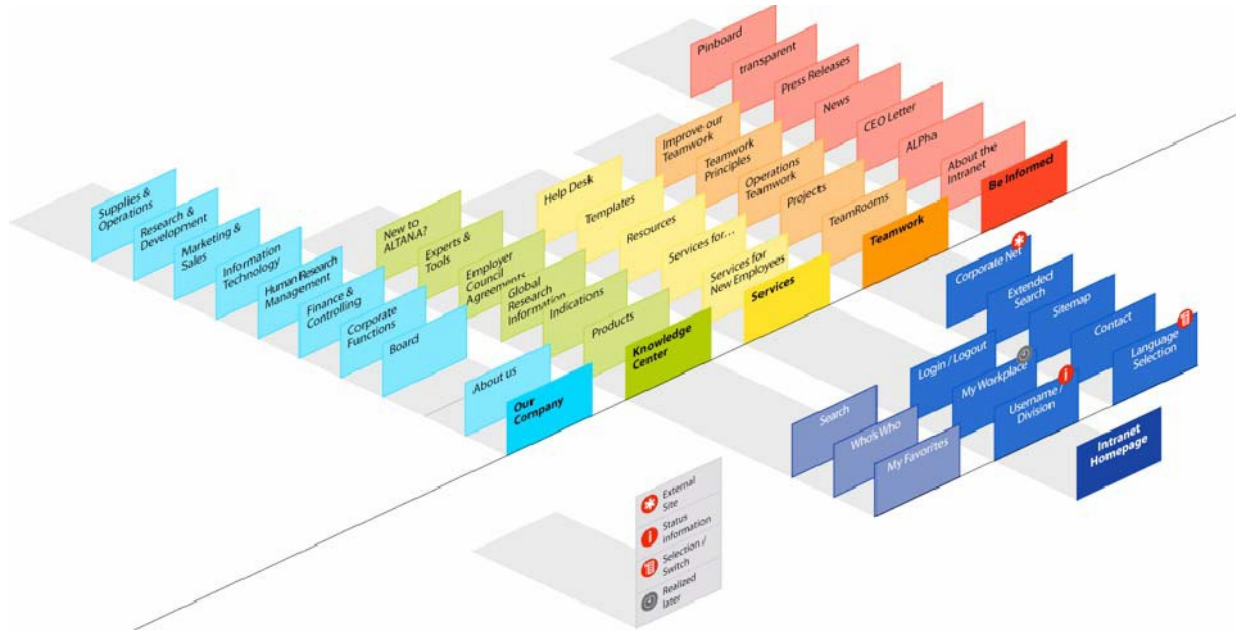 Pinboard
transparent
Press Releases
News
CEO Letter
ALPha
About the
Intranet
Be Informed
Improve our
Teamwork
Teamwork
Principles
Operations
Teamwork
Projects
TeamRooms
Teamwork
Help Desk
Templates
Resources
Services for...
Services for
New Employees
Services
New to
ALTANA?
Experts &
Tools
Employer
Council
Agreements
Global
Research
Information
Indications
Products
Knowledge
Center
Supplies &
Operations
Research &
Development
Marketing &
Sales
Information
Technology
Human Research
Management
Finance &
Controlling
Corporate
Functions
Board
About us
Our
Company
Corporate Net
Extended
Search
Sitemap
Contact
Language
Selection
Login / Logout
My Workplace
Username /
Division
Search
Who's Who
My Favorites
Intranet
Homepage
External
Site
Status
information
Selection /
Switch
Realized
later